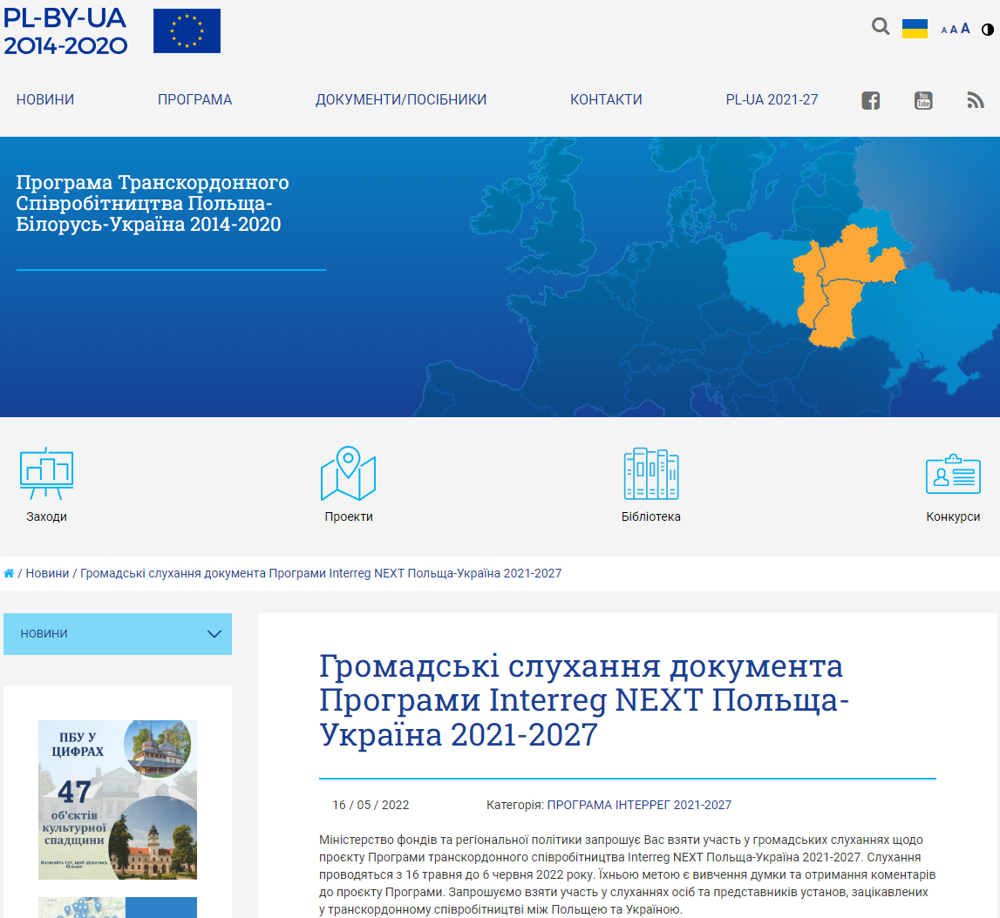 PL-BY-UA
2014-2020
A A A
НОВИНИ
ПРОГРАМА
ДОКУМЕНТИ/ПОСІБНИКИ
КОНТАКТИ
PL-UA 2021-27
You
Tube
Програма Транскордонного
Співробітництва Польща-
Білорусь-Україна 2014-2020
Заходи
Проекти
Бібліотека
Конкурси
/ Новини / Громадські слухання документа Програми Interreg NEXT Польща-Україна 2021-2027
НОВИНИ
ПБУ У
ЦИФРАХ
47
об'єктів
культурної
спадщини
Натисніть тут, щоб дізнатись
більше
Громадські слухання документа
Програми Interreg NEXT Польща-
Україна 2021-2027
16 / 05 / 2022
Категорія: ПРОГРАМА ІНТЕРРЕГ 2021-2027
Міністерство фондів та регіональної політики запрошує Вас взяти участь у громадських слуханнях щодо
проєкту Програми транскордонного співробітництва Interreg NEXT Польща-Україна 2021-2027. Слухання
проводяться з 16 травня до 6 червня 2022 року. Їхньою метою є вивчення думки та отримання коментарів
до проєкту Програми. Запрошуємо взяти участь у слуханнях осіб та представників установ, зацікавлених
у транскордонному співробітництві між Польщею та Україною.